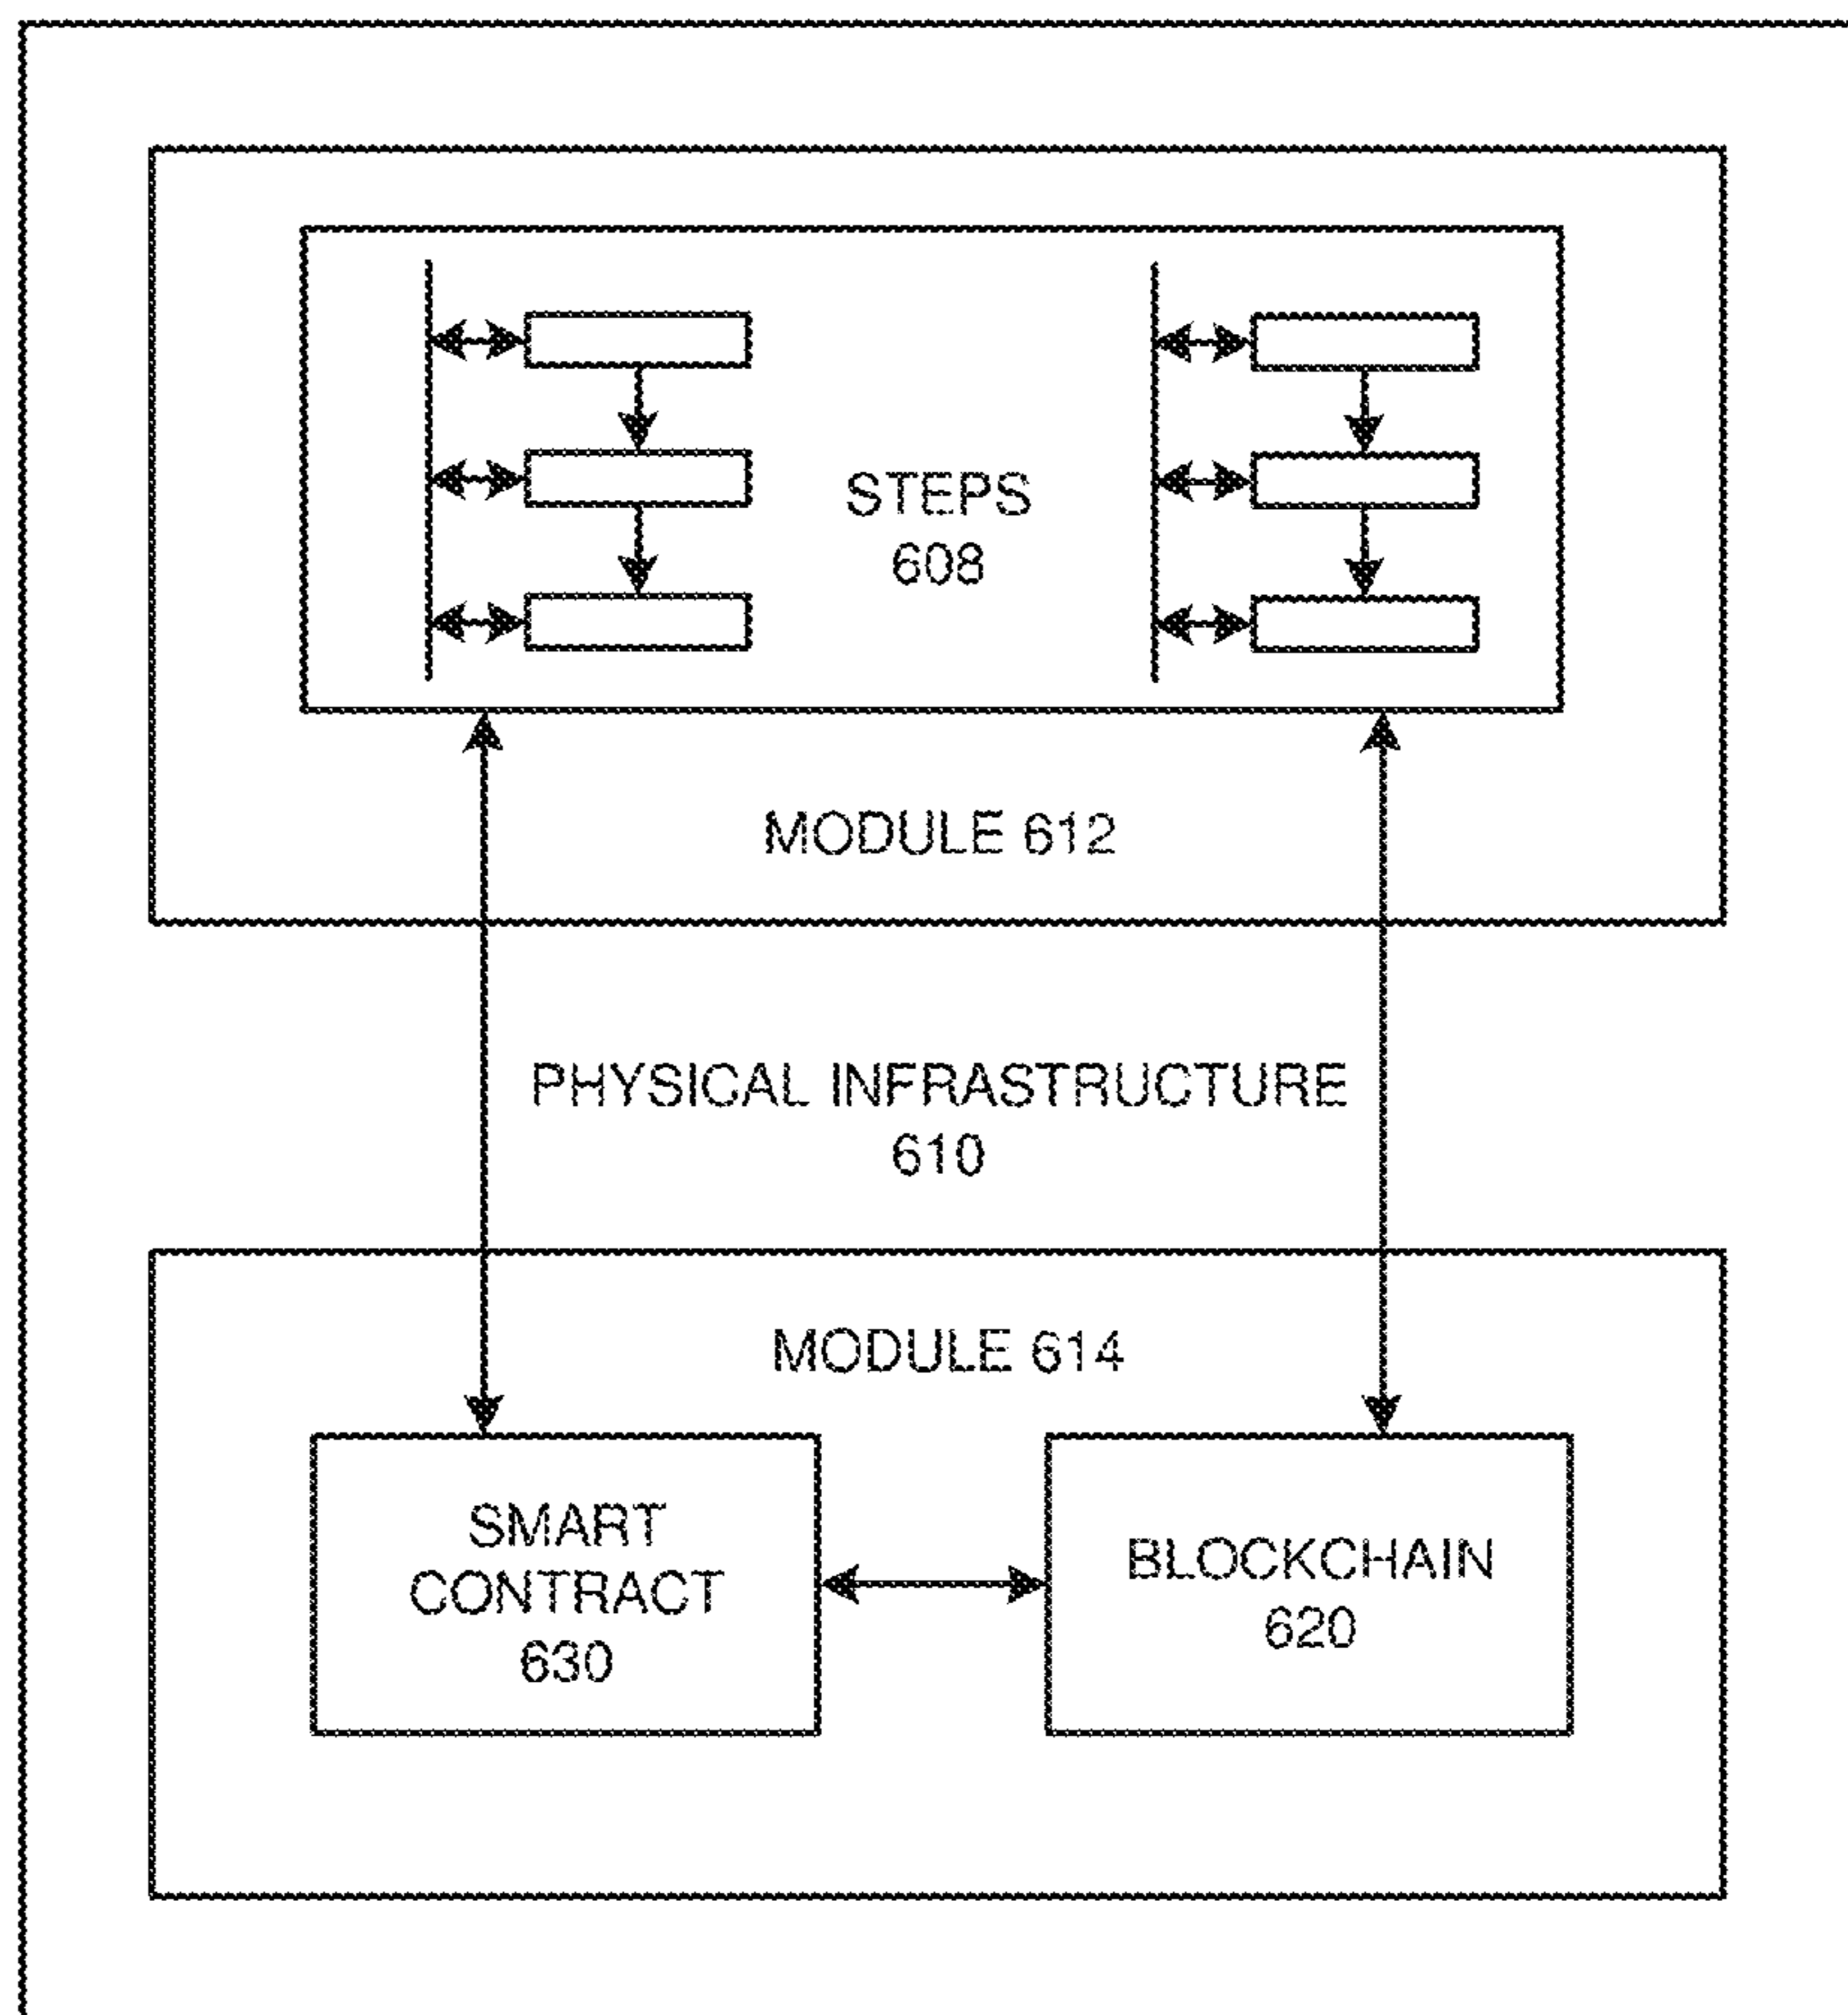 STEPS
608
MODULE 612
PHYSICAL INFRASTRUCTURE
610
MODULE 614
SMART
CONTRACT
630
BLOCKCHAIN
620